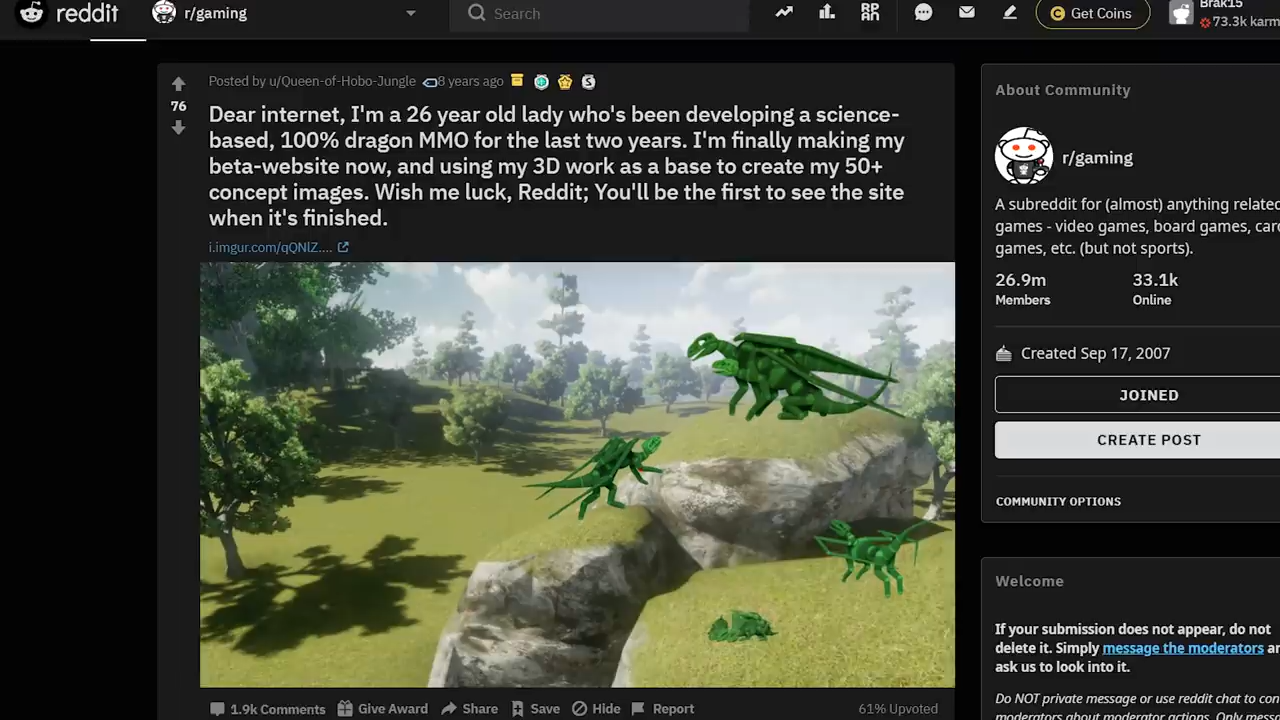 reddit
r/gaming
Search
Get Coins
Brak15
73.3k karm
Posted by u/Queen-of-Hobo-Jungle
8 years ago
76
Dear internet, I'm a 26 year old lady who's been developing a science-
based, 100% dragon MMO for the last two years. I'm finally making my
beta-website now, and using my 3D work as a base to create my 50+
concept images. Wish me luck, Reddit; You'll be the first to see the site
when it's finished.
i.imgur.com/qQNlZ....
1.9k Comments
Give Award
Share
Save
Hide
Report
61% Upvoted
About Community
r/gaming
A subreddit for (almost) anything related
games - video games, board games, card
games, etc. (but not sports).
26.9m
33.1k
Members
Online
Created Sep 17, 2007
JOINED
CREATE POST
COMMUNITY OPTIONS
Welcome
If your submission does not appear, do not
delete it. Simply message the moderators an
ask us to look into it.
Do NOT private message or use reddit chat to con
moderators about moderator actions. Only mess